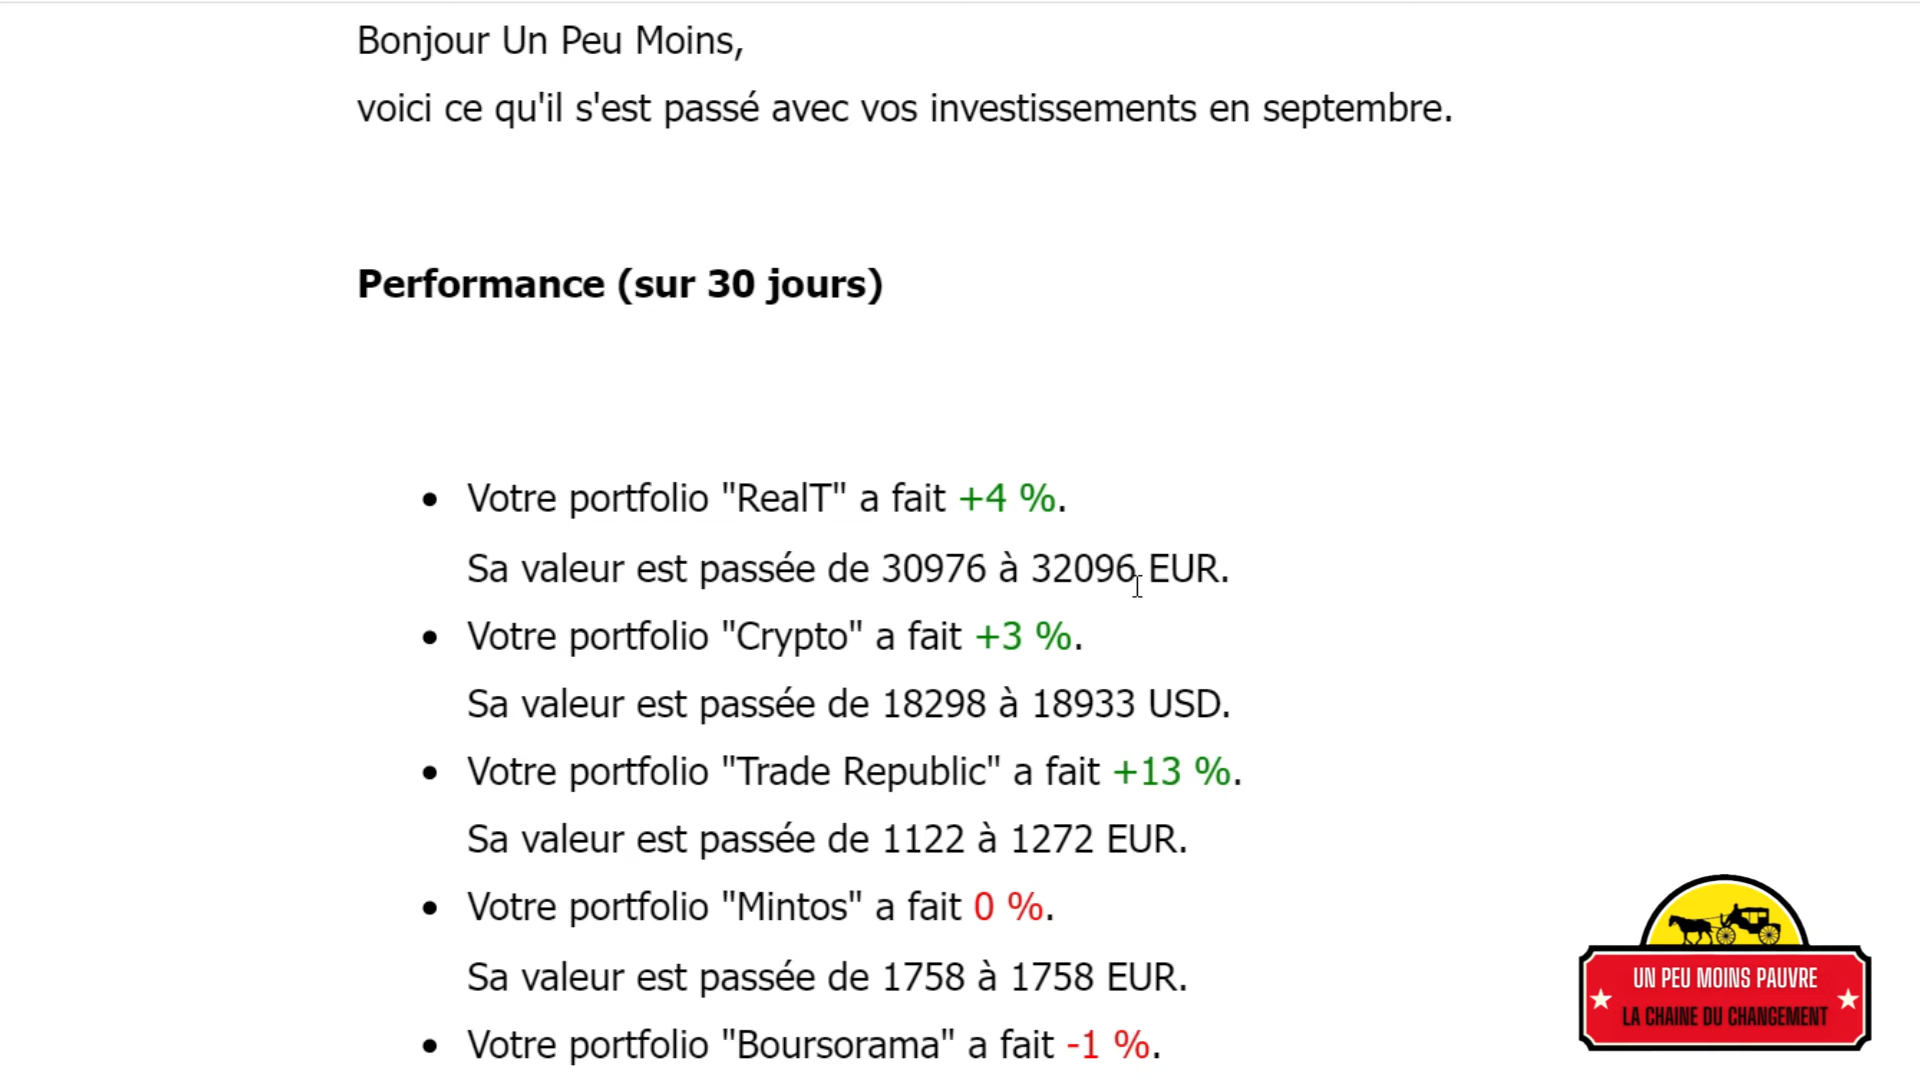 Bonjour Un Peu Moins,
voici ce qu'il s'est passé avec vos investissements en septembre.
Performance (sur 30 jours)
• Votre portfolio "RealT" a fait +4 %.
Sa valeur est passée de 30976 à 32096 EUR.
• Votre portfolio "Crypto" a fait +3 %.
Sa valeur est passée de 18298 à 18933 USD.
• Votre portfolio "Trade Republic" a fait +13 %.
Sa valeur est passée de 1122 à 1272 EUR.
• Votre portfolio "Mintos" a fait 0 %.
Sa valeur est passée de 1758 à 1758 EUR.
• Votre portfolio "Boursorama" a fait -1 %.
UN PEU MOINS PAUVRE
LA CHAINE DU CHANGEMENT